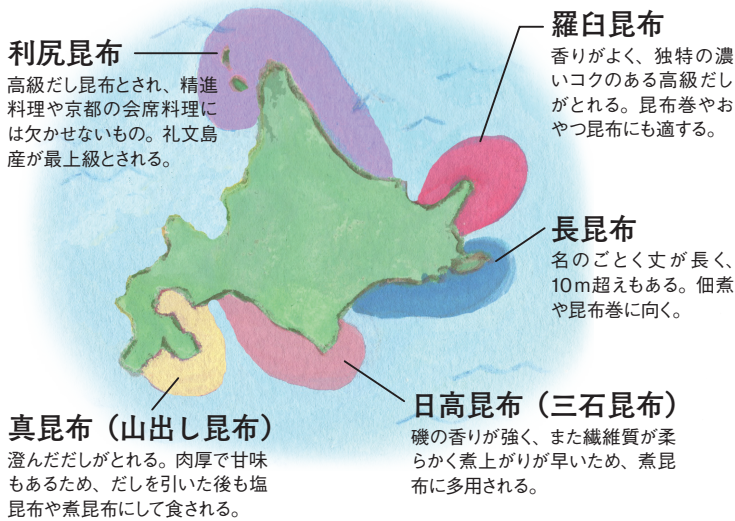 利尻昆布
高級だし昆布とされ、精進
料理や京都の会席料理に
は欠かせないもの。礼文島
産が最上級とされる。
羅臼昆布
香りがよく、独特の濃
いコクのある高級だし
がとれる。昆布巻やお
やつ昆布にも適する。
長昆布
名のごとく丈が長く、
10m超えもある。佃煮
や昆布巻に向く。
日高昆布（三石昆布）
磯の香りが強く、また繊維質が柔
らかく煮上がりが早いため、煮昆
布に多用される。
真昆布（山出し昆布）
澄んだだしがとれる。肉厚で甘味
もあるため、だしを引いた後も塩
昆布や煮昆布にして食される。